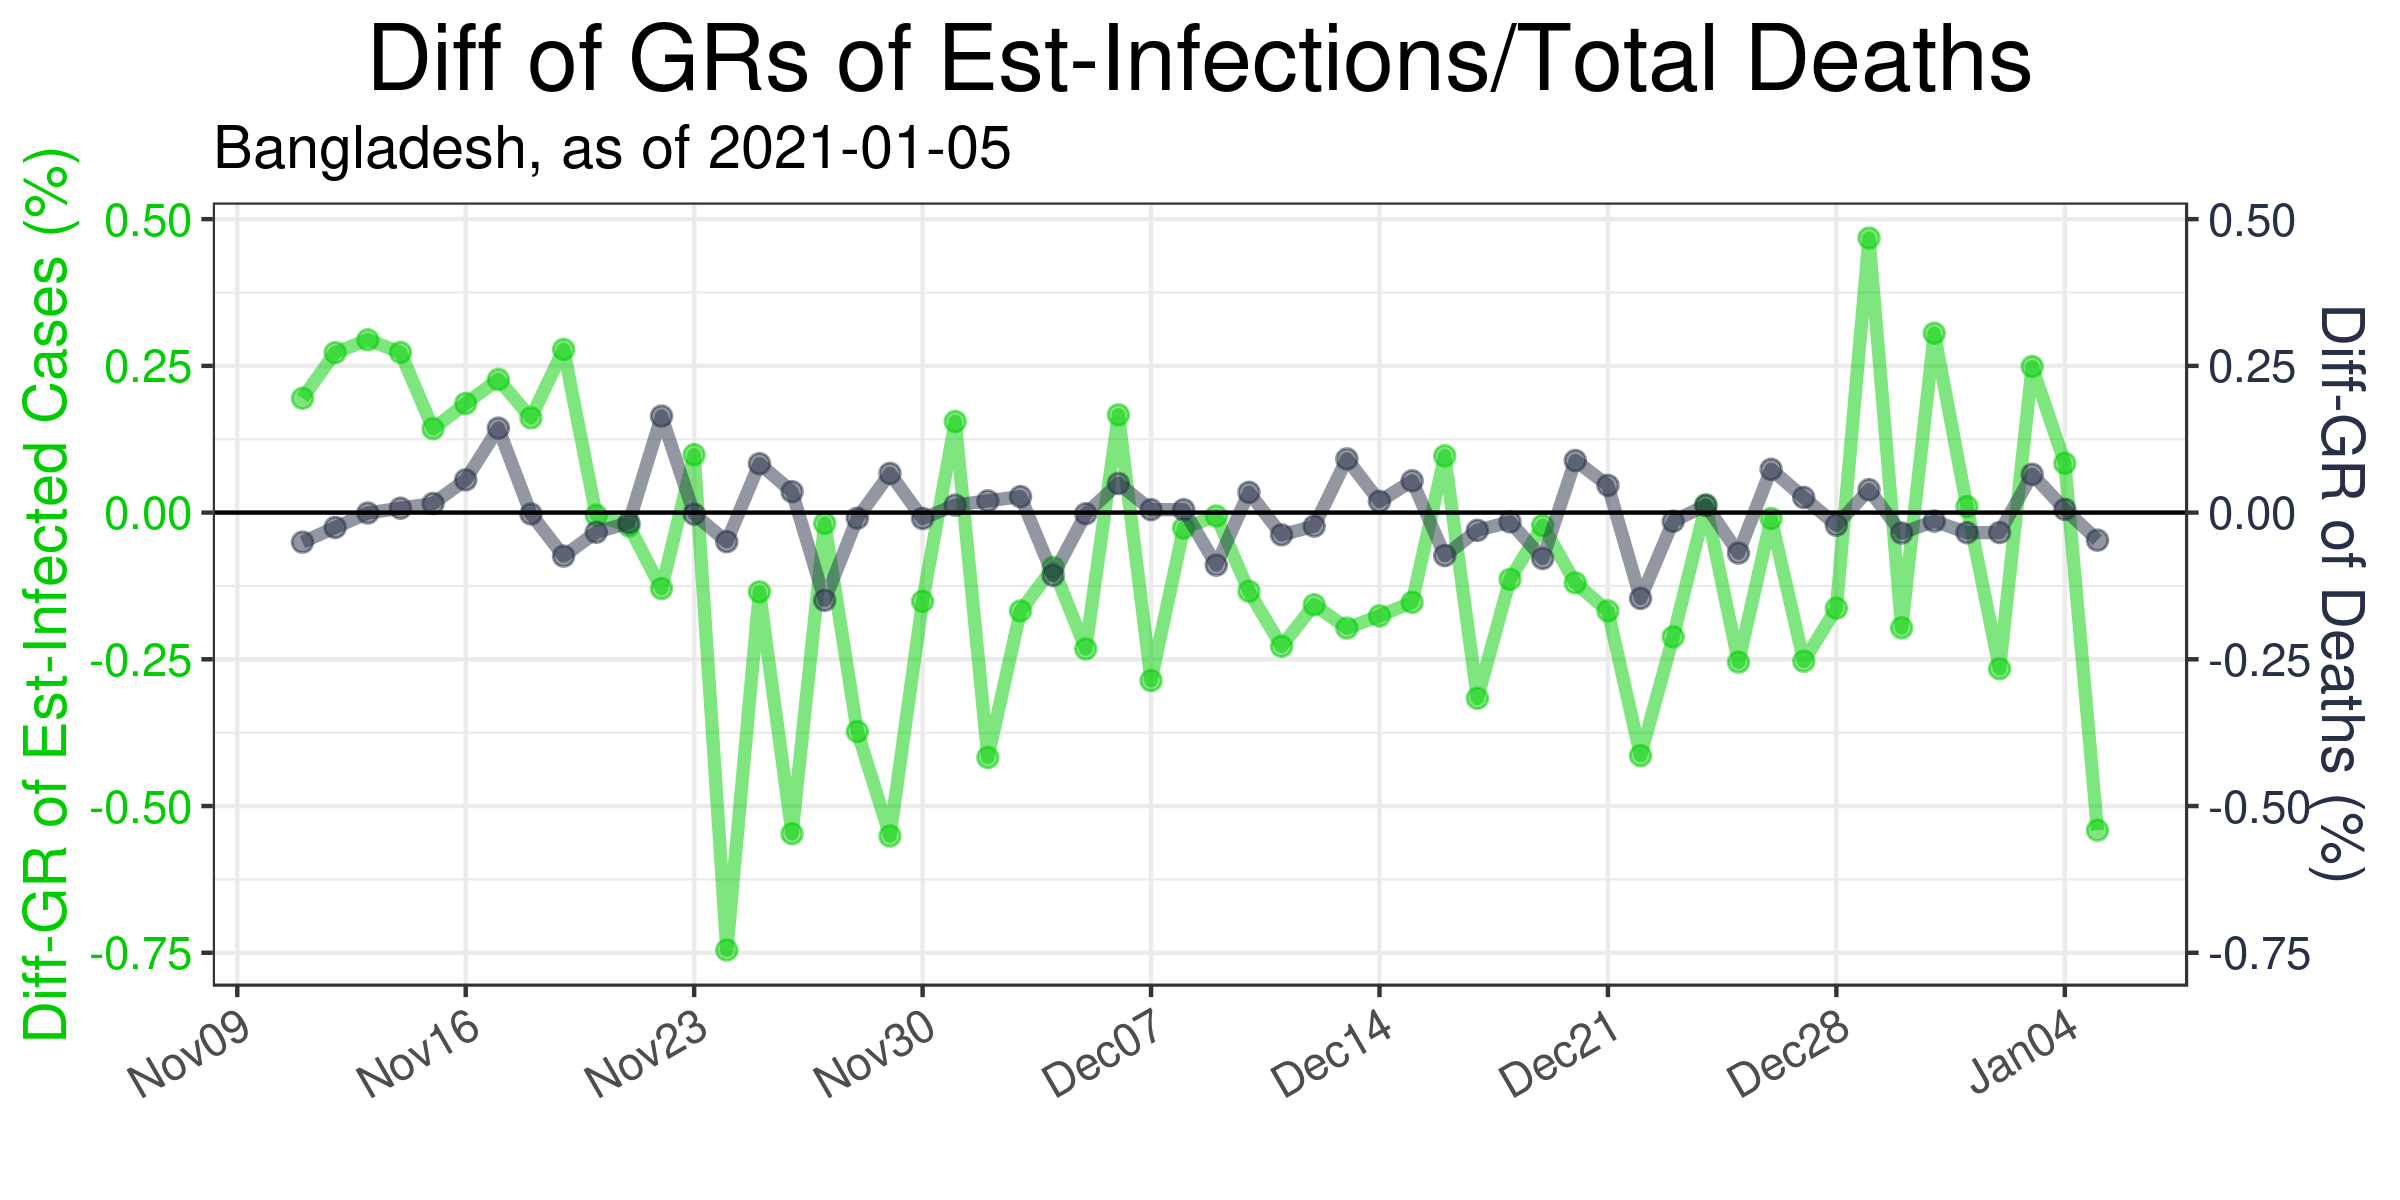 Diff of GRs of Est-Infections/Total Deaths
Bangladesh, as of 2021-01-05
Diff-GR of Est-Infected Cases (%)
0.50
0.25
0.00
-0.25
-0.50
-0.75
0.50
0.25
0.00
-0.25
-0.50
-0.75
Diff-GR of Deaths (%)
Nov09
Nov16
Nov23
Nov30
Dec07
Dec14
Dec21
Dec28
Jan04